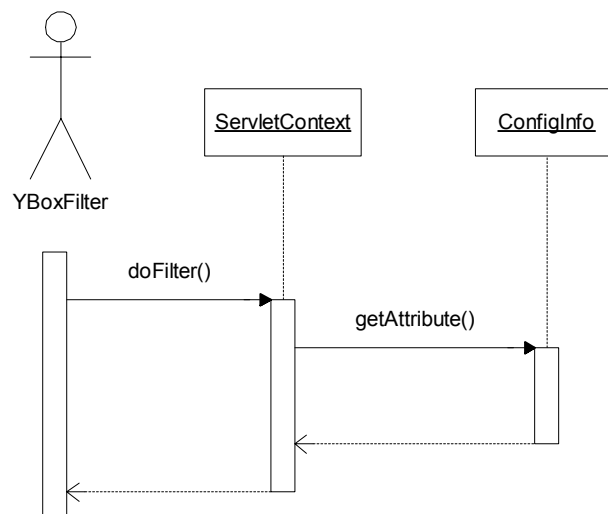 ServletContext
ConfigInfo
YBoxFilter
doFilter()
getAttribute()